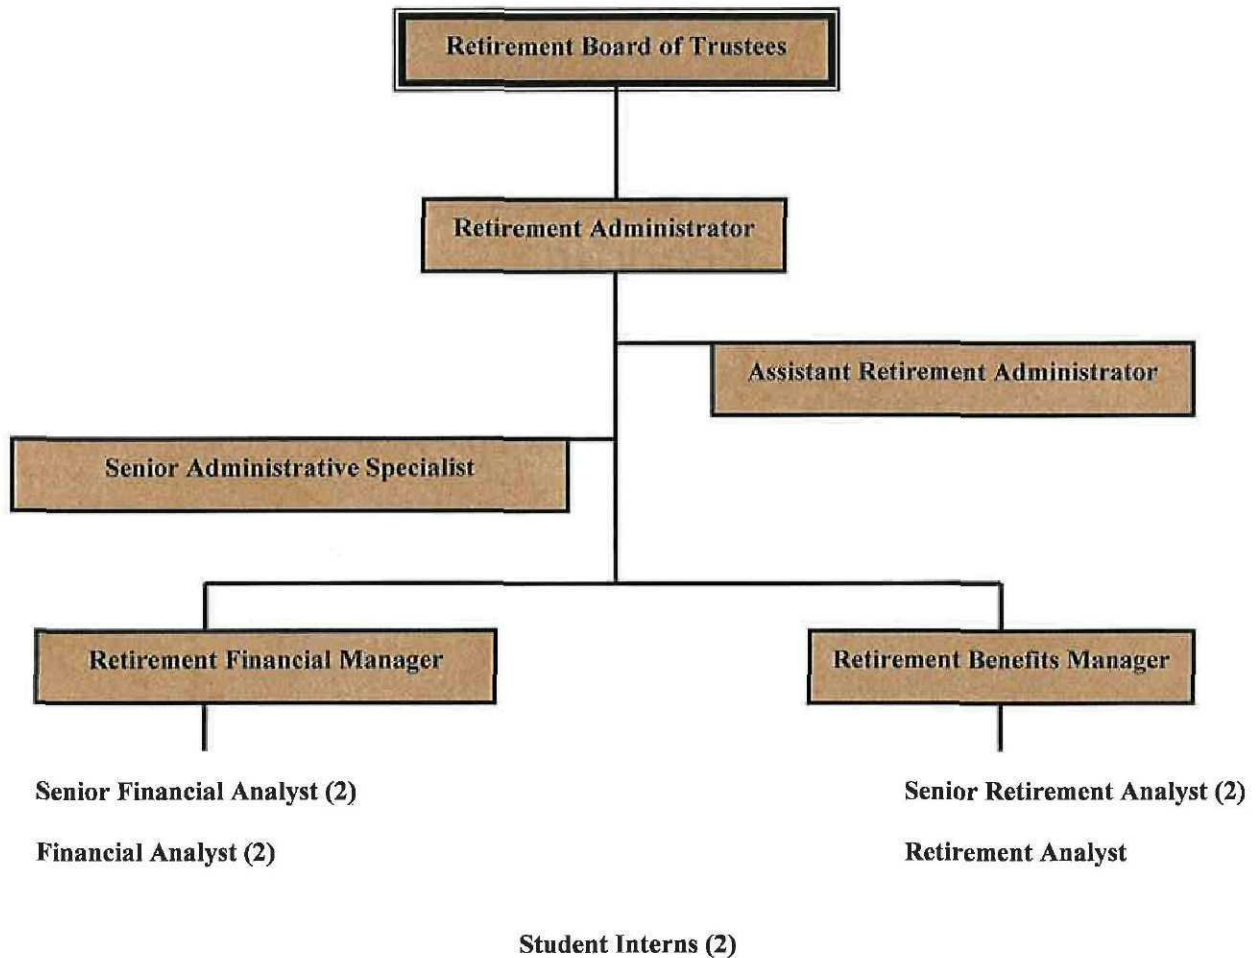 Retirement Board of Trustees
Retirement Administrator
Assistant Retirement Administrator
Senior Administrative Specialist
Retirement Financial Manager
Retirement Benefits Manager
Senior Financial Analyst (2)
Senior Retirement Analyst (2)
Financial Analyst (2)
Retirement Analyst
Student Interns (2)